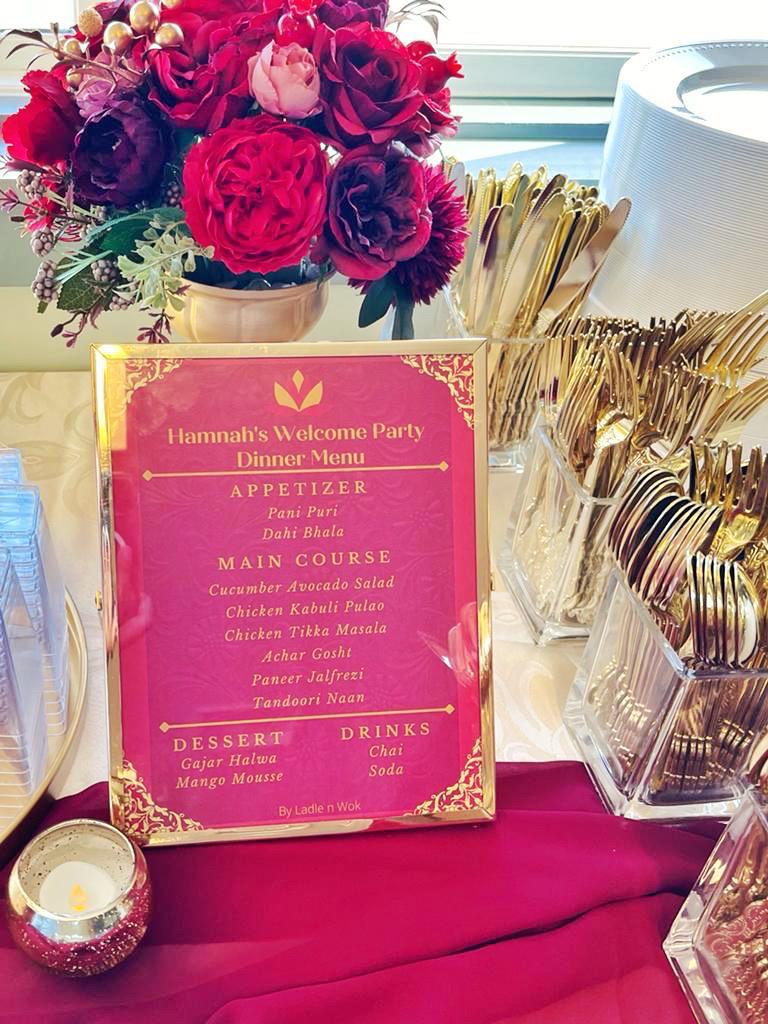 Hamnah's Welcome Party
Dinner Menu
APPETIZER
Pani Puri
Dahi Bhala
MAIN COURSE
Cucumber Avocado Salad
Chicken Kabuli Pulao
Chicken Tikka Masala
Achar Gosht
Paneer Jalfrezi
Tandoori Naan
DESSERT
Gajar Halwa
Mango Mousse
DRINKS
Chai
Soda
By Ladle n Wok